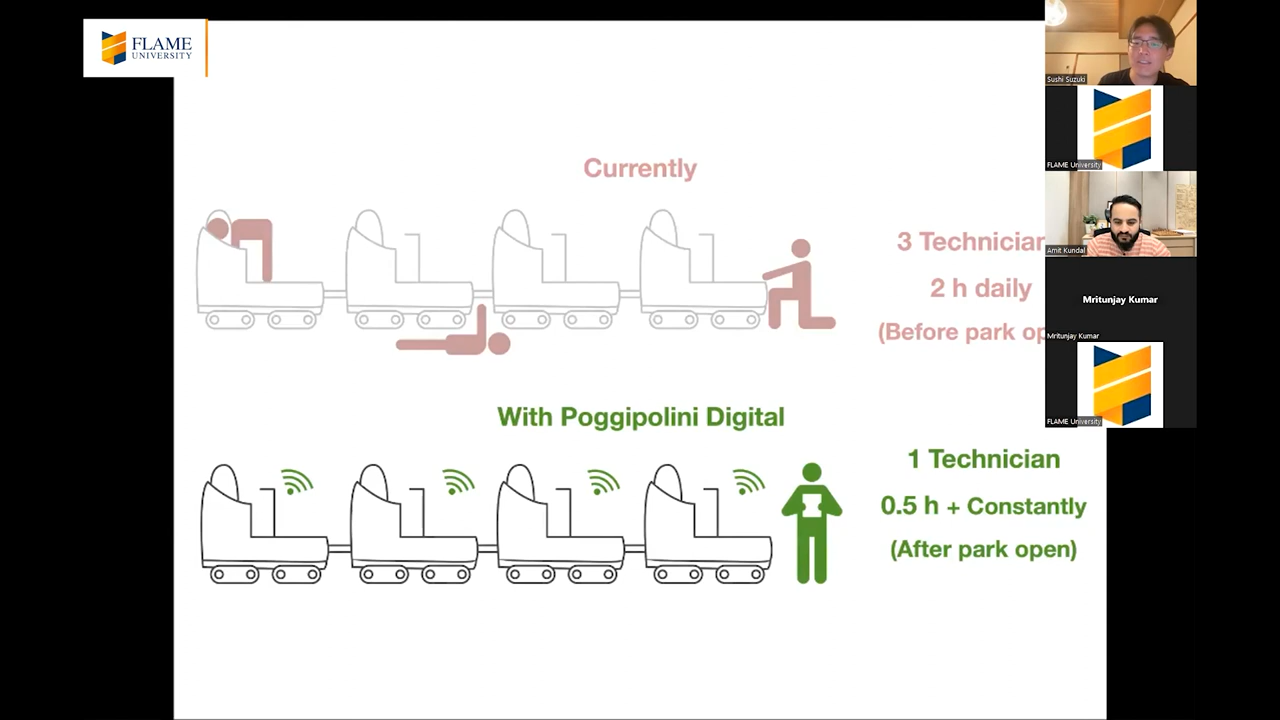 FLAME
UNIVERSITY
Currently
3 Technician
2 h daily
(Before park op
With Poggipolini Digital
1 Technician
0.5 h + Constantly
(After park open)
Sushi Suzuki
FLAME University
Amit Kundal
Mritunjay Kumar
Mritunjay Kumar
FLAME University